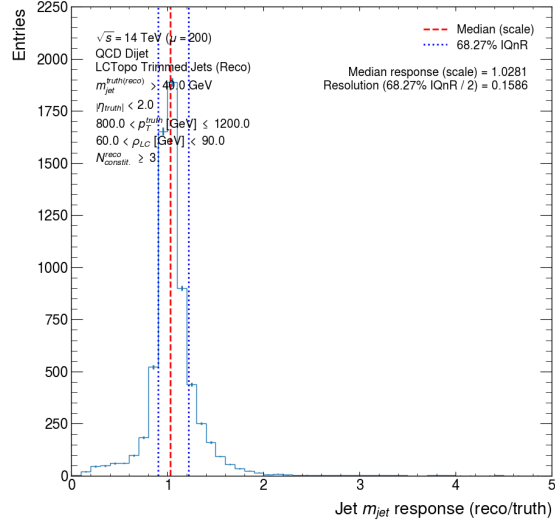 Entries
2250
2000
1750
1500
1250
1000
750
500
250
0
√s = 14 TeV (μ = 200)
QCD Dijet
LCTopo Trimmed Jets (Reco)
m_jet^truth(reco) > 40.0 GeV
|η_truth| < 2.0
800.0 < p_T^truth [GeV] ≤ 1200.0
60.0 < ρ_LC [GeV] < 90.0
N_constit.^reco ≥ 3
Median (scale)
68.27% IQnR
Median response (scale) = 1.0281
Resolution (68.27% IQnR / 2) = 0.1586
0 1 2 3 4 5
Jet m_jet response (reco/truth)